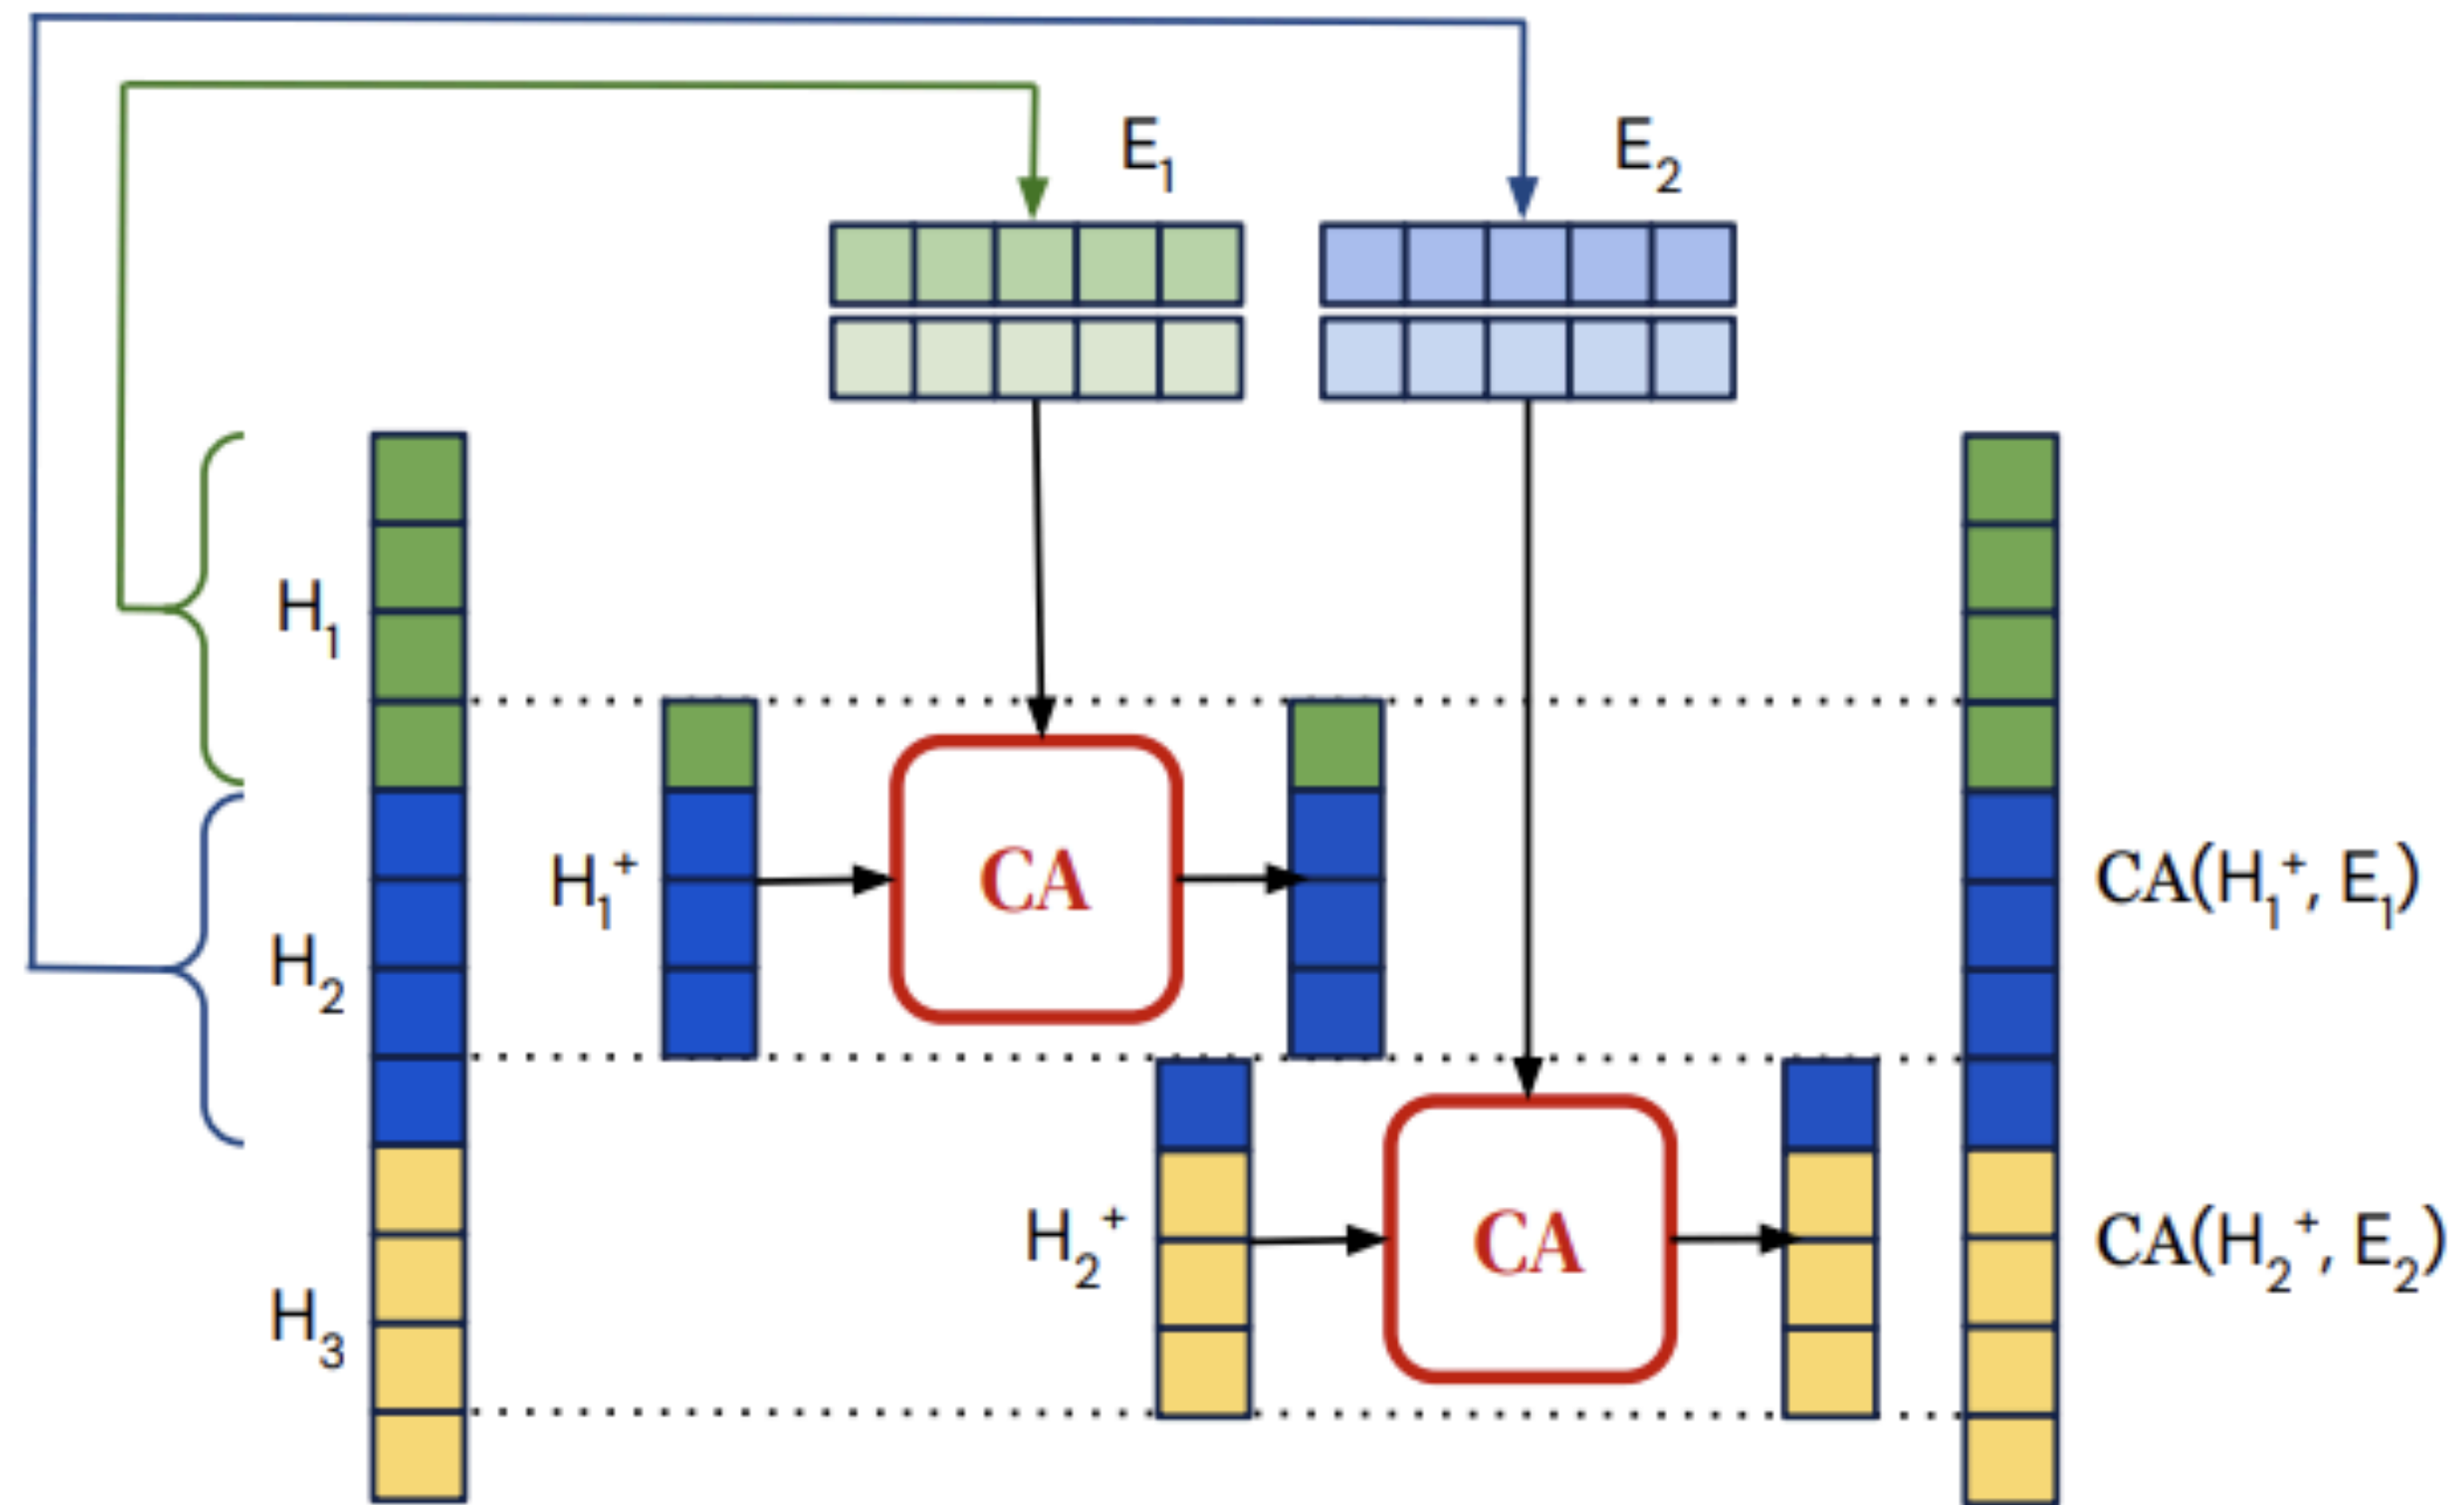 E₁
E₂
H₁
H₁⁺
CA
CA(H₁⁺, E₁)
H₂
H₂⁺
CA
CA(H₂⁺, E₂)
H₃